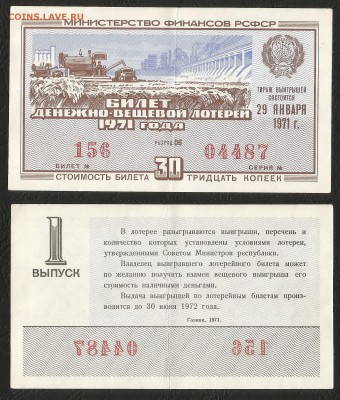 COINS.ЛАВ.РУ
МИНИСТЕРСТВО ФИНАНСОВ РСФСР
ТИРАЖ ВЫИГРЫШЕЙ
СОСТОИТСЯ
29 ЯНВАРЯ
1971 г.
БИЛЕТ
ДЕНЕЖНО-ВЕЩЕВОЙ ЛОТЕРЕИ
1971 ГОДА
РАЗРЯД 06
156
04487
БИЛЕТ №
30
СЕРИЯ №
СТОИМОСТЬ БИЛЕТА
ТРИДЦАТЬ КОПЕЕК
1
ВЫПУСК
В лотерее разыгрываются выигрыши, перечень и
количество которых установлены условиями лотереи,
утвержденными Советом Министров республики.
Владелец выигравшего лотерейного билета может
по желанию получить взамен вещевого выигрыша его
стоимость наличными деньгами.
Выдача выигрышей по лотерейным билетам произ-
водится до 30 июня 1972 года.
Гознак. 1971.
04487
156